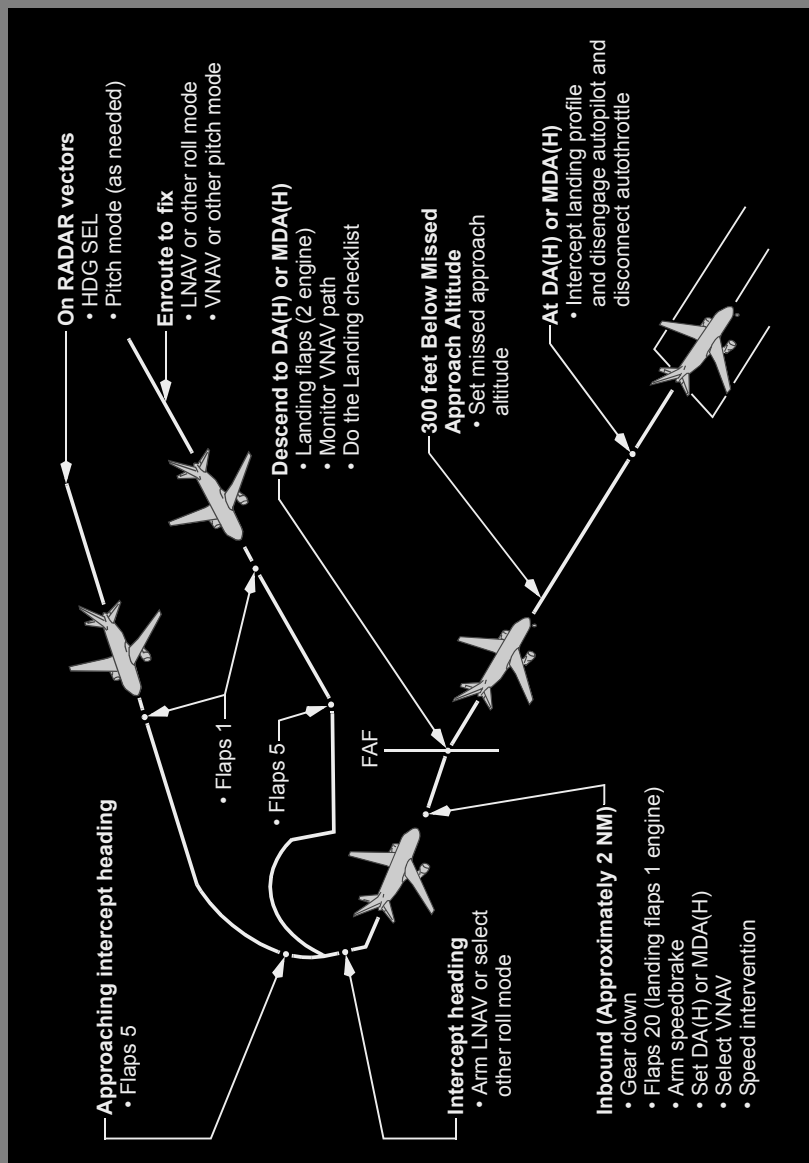 On RADAR vectors
• HDG SEL
• Pitch mode (as needed)
Enroute to fix
• LNAV or other roll mode
• VNAV or other pitch mode
Approaching intercept heading
• Flaps 5
• Flaps 1
• Flaps 5
Descend to DA(H) or MDA(H)
• Landing flaps (2 engine)
• Monitor VNAV path
• Do the Landing checklist
FAF
300 feet Below Missed
Approach Altitude
• Set missed approach
altitude
Intercept heading
• Arm LNAV or select
other roll mode
At DA(H) or MDA(H)
• Intercept landing profile
and disengage autopilot and
disconnect autothrottle
Inbound (Approximately 2 NM)
• Gear down
• Flaps 20 (landing flaps 1 engine)
• Arm speedbrake
• Set DA(H) or MDA(H)
• Select VNAV
• Speed intervention